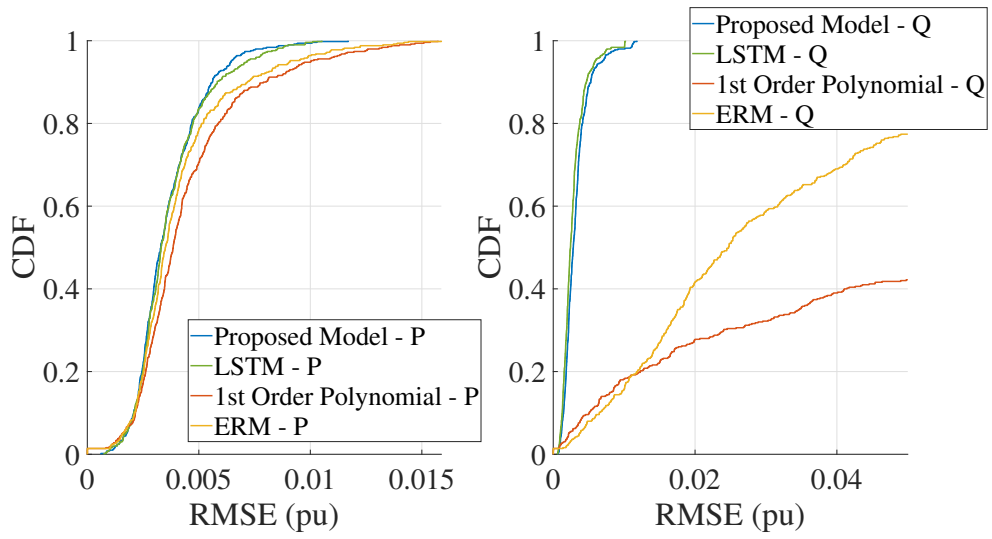 1
0.8
0.6
0.4
0.2
0
CDF
0
0.005
0.01
0.015
RMSE (pu)
Proposed Model - P
LSTM - P
1st Order Polynomial - P
ERM - P
Proposed Model - Q
LSTM - Q
1st Order Polynomial - Q
ERM - Q
1
0.8
0.6
0.4
0.2
0
CDF
0
0.02
0.04
RMSE (pu)